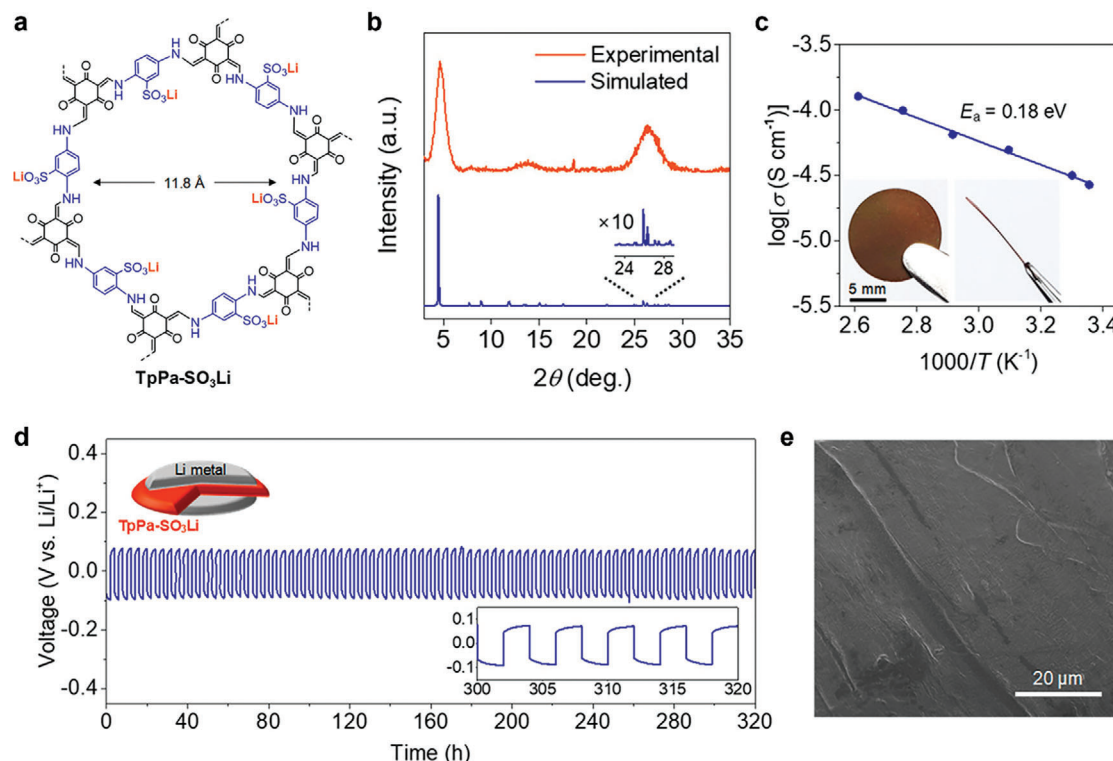 a
O
O
O
N
H
H
N
O
O
O
SO₃Li
SO₃Li
NH
HN
SO₃Li
11.8 Å
LiO₃S
SO₃Li
SO₃Li
TpPa-SO₃Li
b
Intensity (a.u.)
Experimental
Simulated
×10
24 26 28
5 10 15 20 25 30 35
2θ (deg.)
c
log[σ (S cm⁻¹)]
-3.5
-4.0
-4.5
-5.0
-5.5
Eₐ = 0.18 eV
5 mm
2.6 2.8 3.0 3.2 3.4
1000/T (K⁻¹)
d
Voltage (V vs. Li/Li⁺)
0.4
0.2
0.0
-0.2
-0.4
Li metal
TpPa-SO₃Li
0.1
0.0
-0.1
300 305 310 315 320
0 40 80 120 160 200 240 280 320
Time (h)
e
20 µm